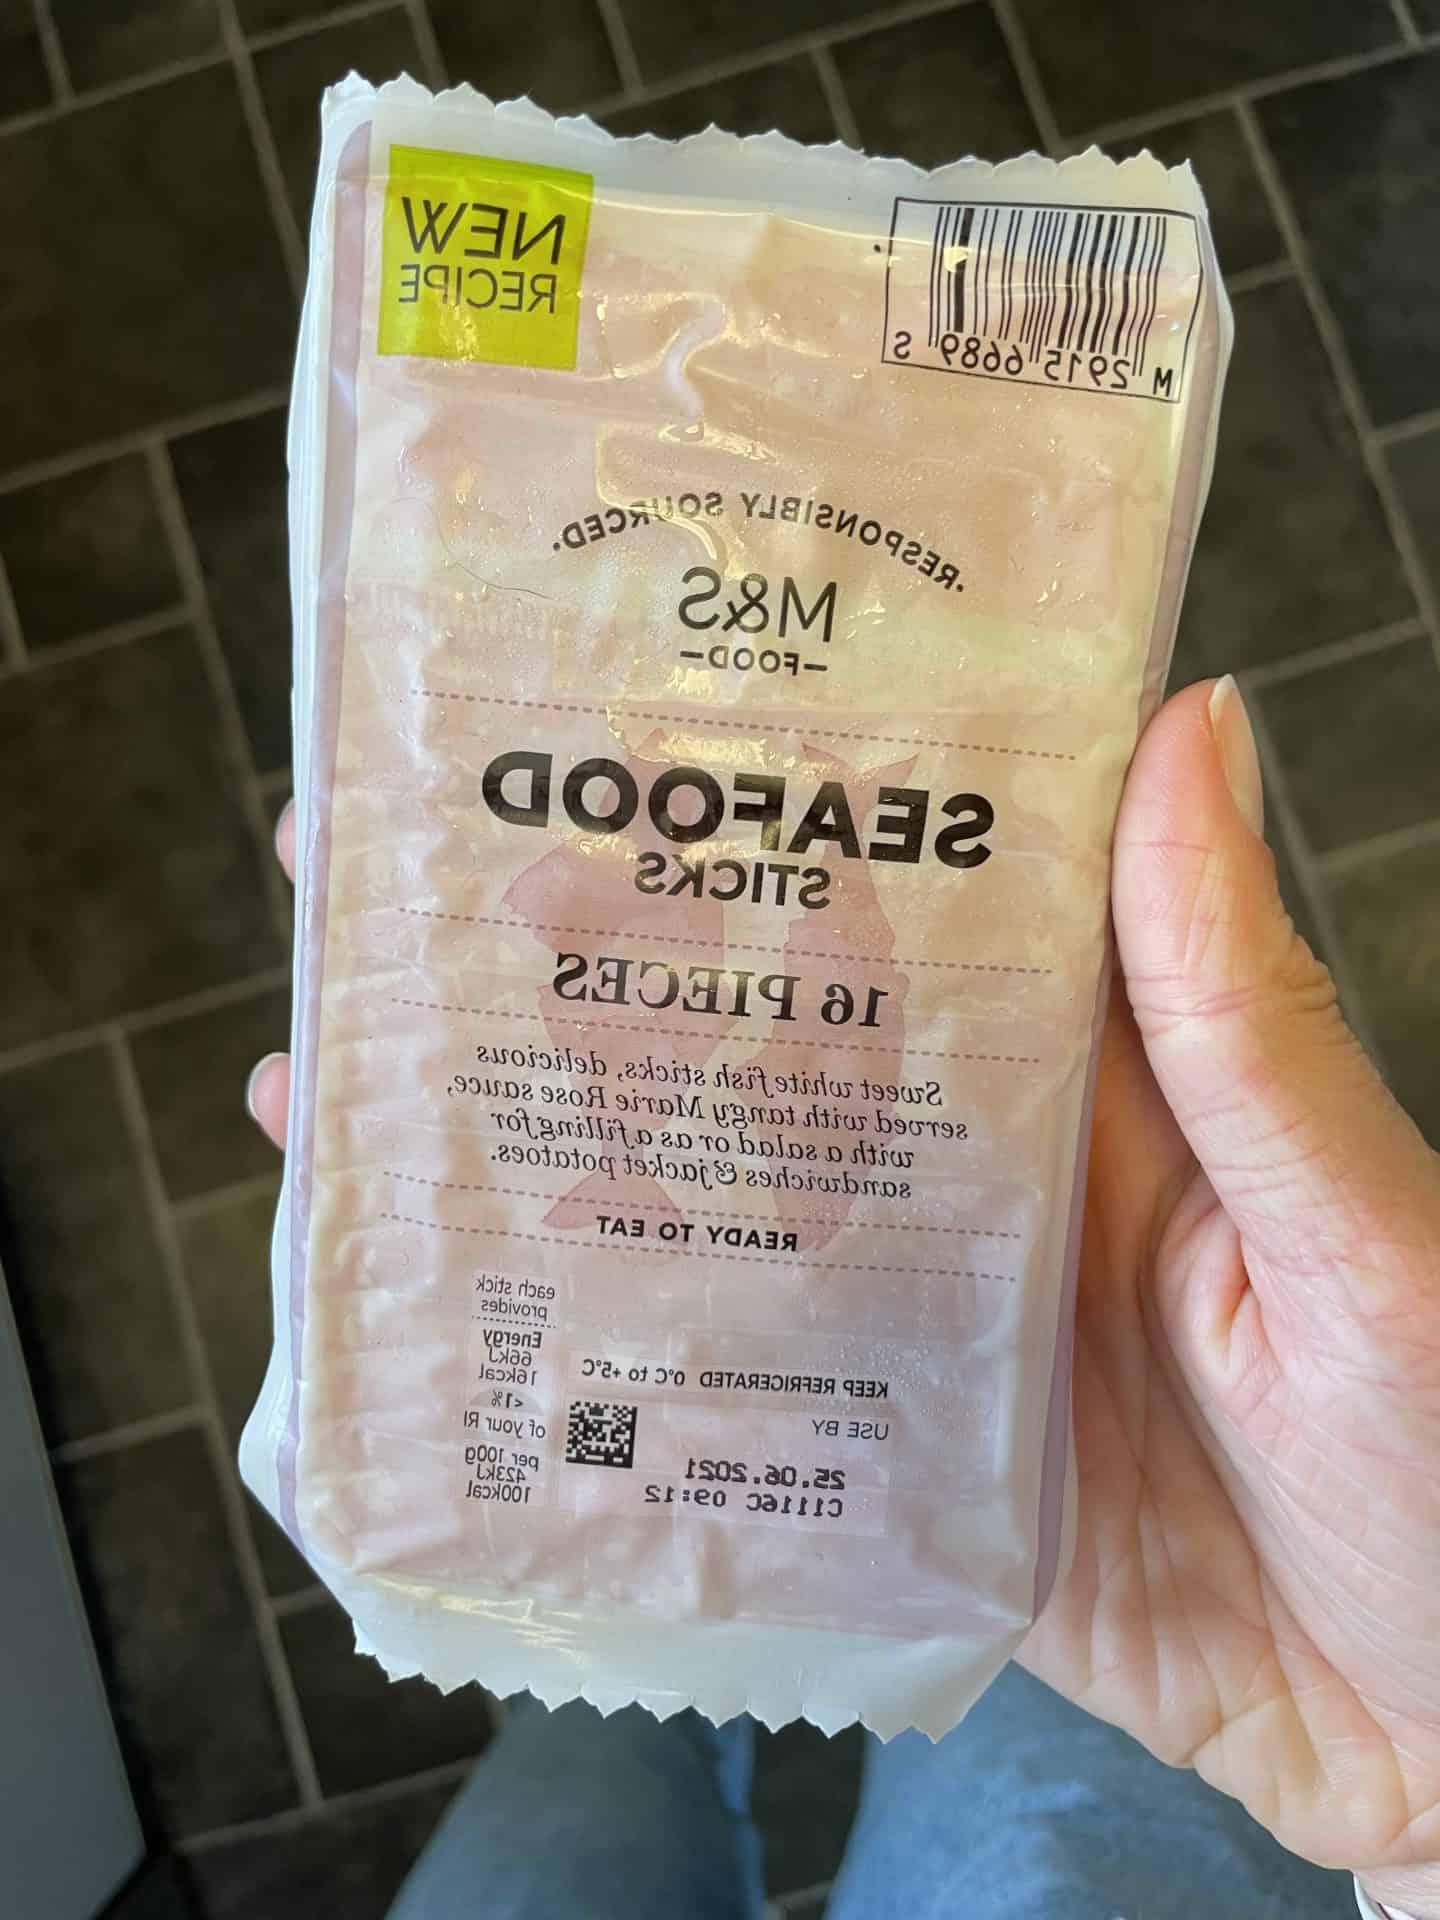 NEW
RECIPE
M 2915 6689 S
·RESPONSIBLY SOURCED·
M&S
–FOOD–
SEAFOOD
STICKS
16 PIECES
Sweet white fish sticks, delicious
served with tangy Marie Rose sauce,
with a salad or as a filling for
sandwiches & jacket potatoes.
READY TO EAT
each stick
provides
Energy
66kJ
16kcal
<1%
of your RI
per 100g
423kJ
100kcal
KEEP REFRIGERATED 0°C to +5°C
USE BY
25.06.2021
C1116C 09:12